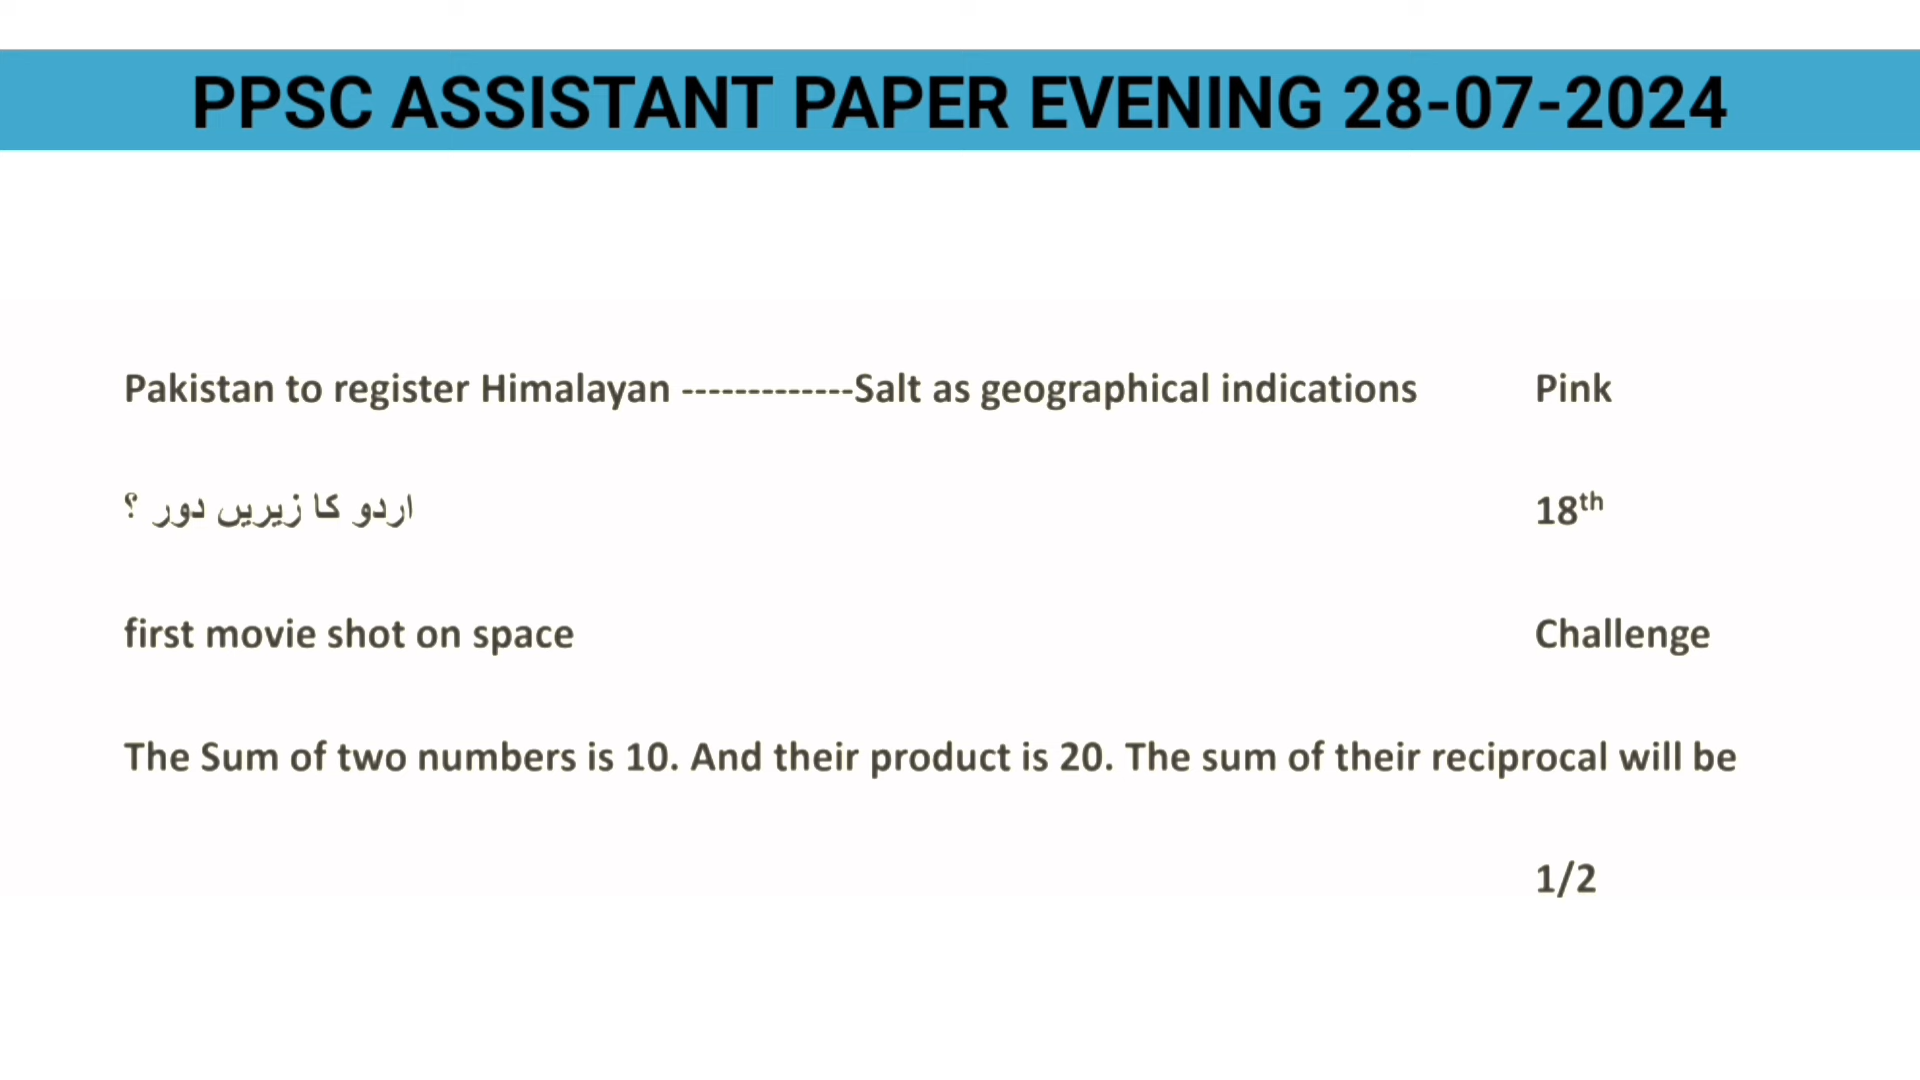 PPSC ASSISTANT PAPER EVENING 28-07-2024
Pakistan to register Himalayan -------------Salt as geographical indications Pink
اردو کا زیریں دور ؟ 18th
first movie shot on space Challenge
The Sum of two numbers is 10. And their product is 20. The sum of their reciprocal will be
1/2